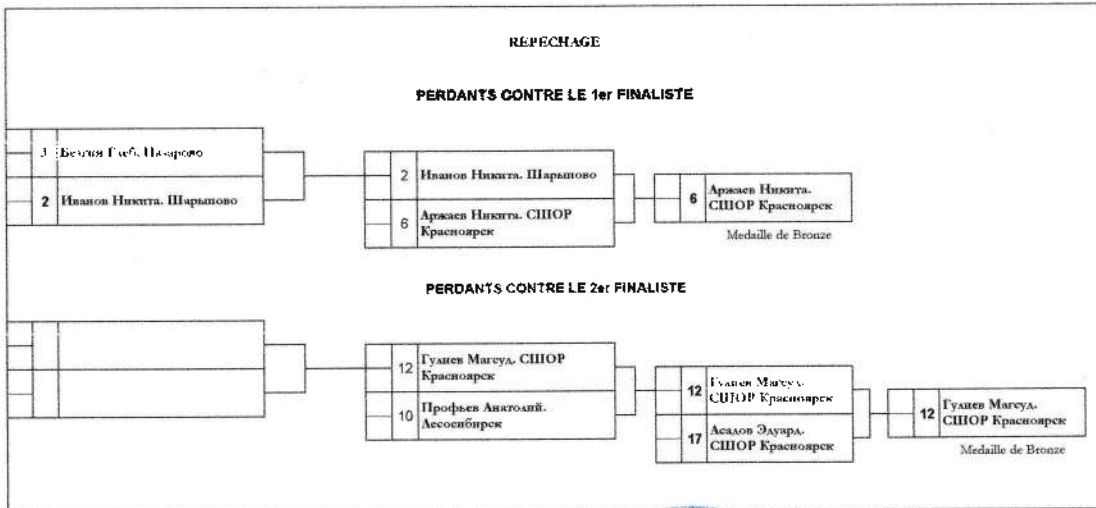 REPECHAGE
PERDANTS CONTRE LE 1er FINALISTE
3 Глеб. Назарово
2 Иванов Никита. Шарыпово
2 Иванов Никита. Шарыпово
6 Аржаев Никита. СШОР
Красноярск
6 Аржаев Никита.
СШОР Красноярск
Medaille de Bronze
PERDANTS CONTRE LE 2er FINALISTE
12 Гулиев Магсуд. СШОР
Красноярск
10 Профьев Анатолий.
Лесосибирск
12 Гулиев Магсуд.
СШОР Красноярск
17 Асадов Эдуард.
СШОР Красноярск
12 Гулиев Магсуд.
СШОР Красноярск
Medaille de Bronze